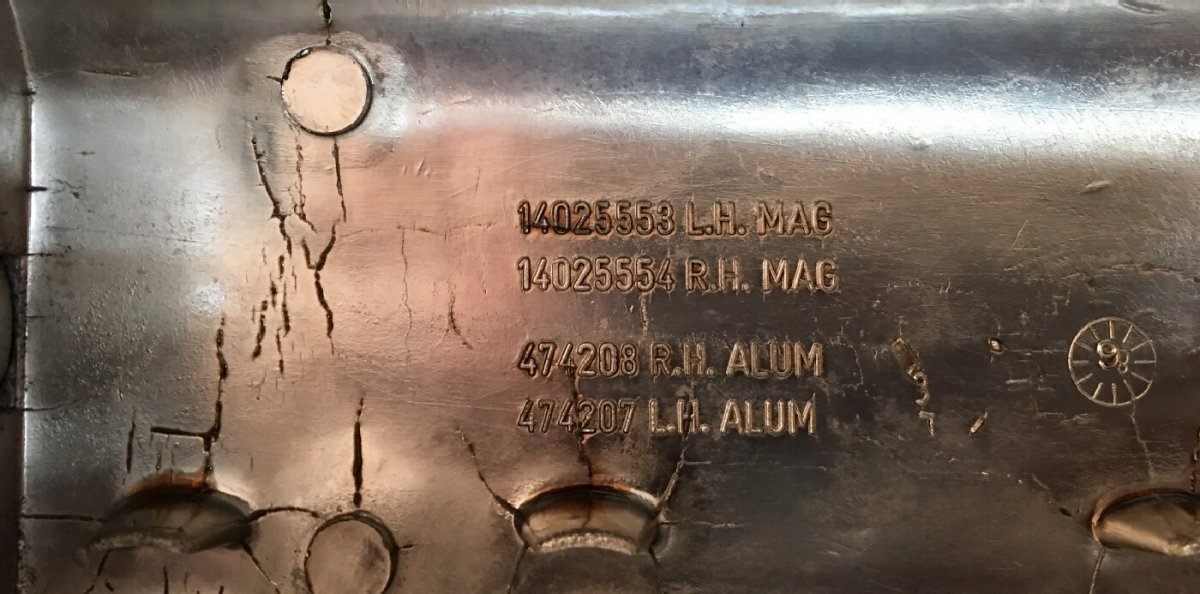 14025553 L.H. MAG
14025554 R.H. MAG
474208 R.H. ALUM
474207 L.H. ALUM